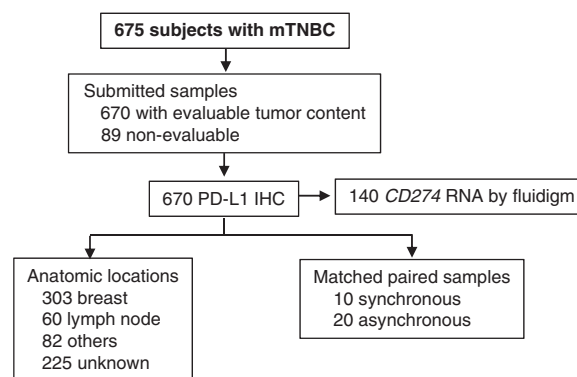 675 subjects with mTNBC
Submitted samples
670 with evaluable tumor content
89 non-evaluable
670 PD-L1 IHC
140 CD274 RNA by fluidigm
Anatomic locations
303 breast
60 lymph node
82 others
225 unknown
Matched paired samples
10 synchronous
20 asynchronous